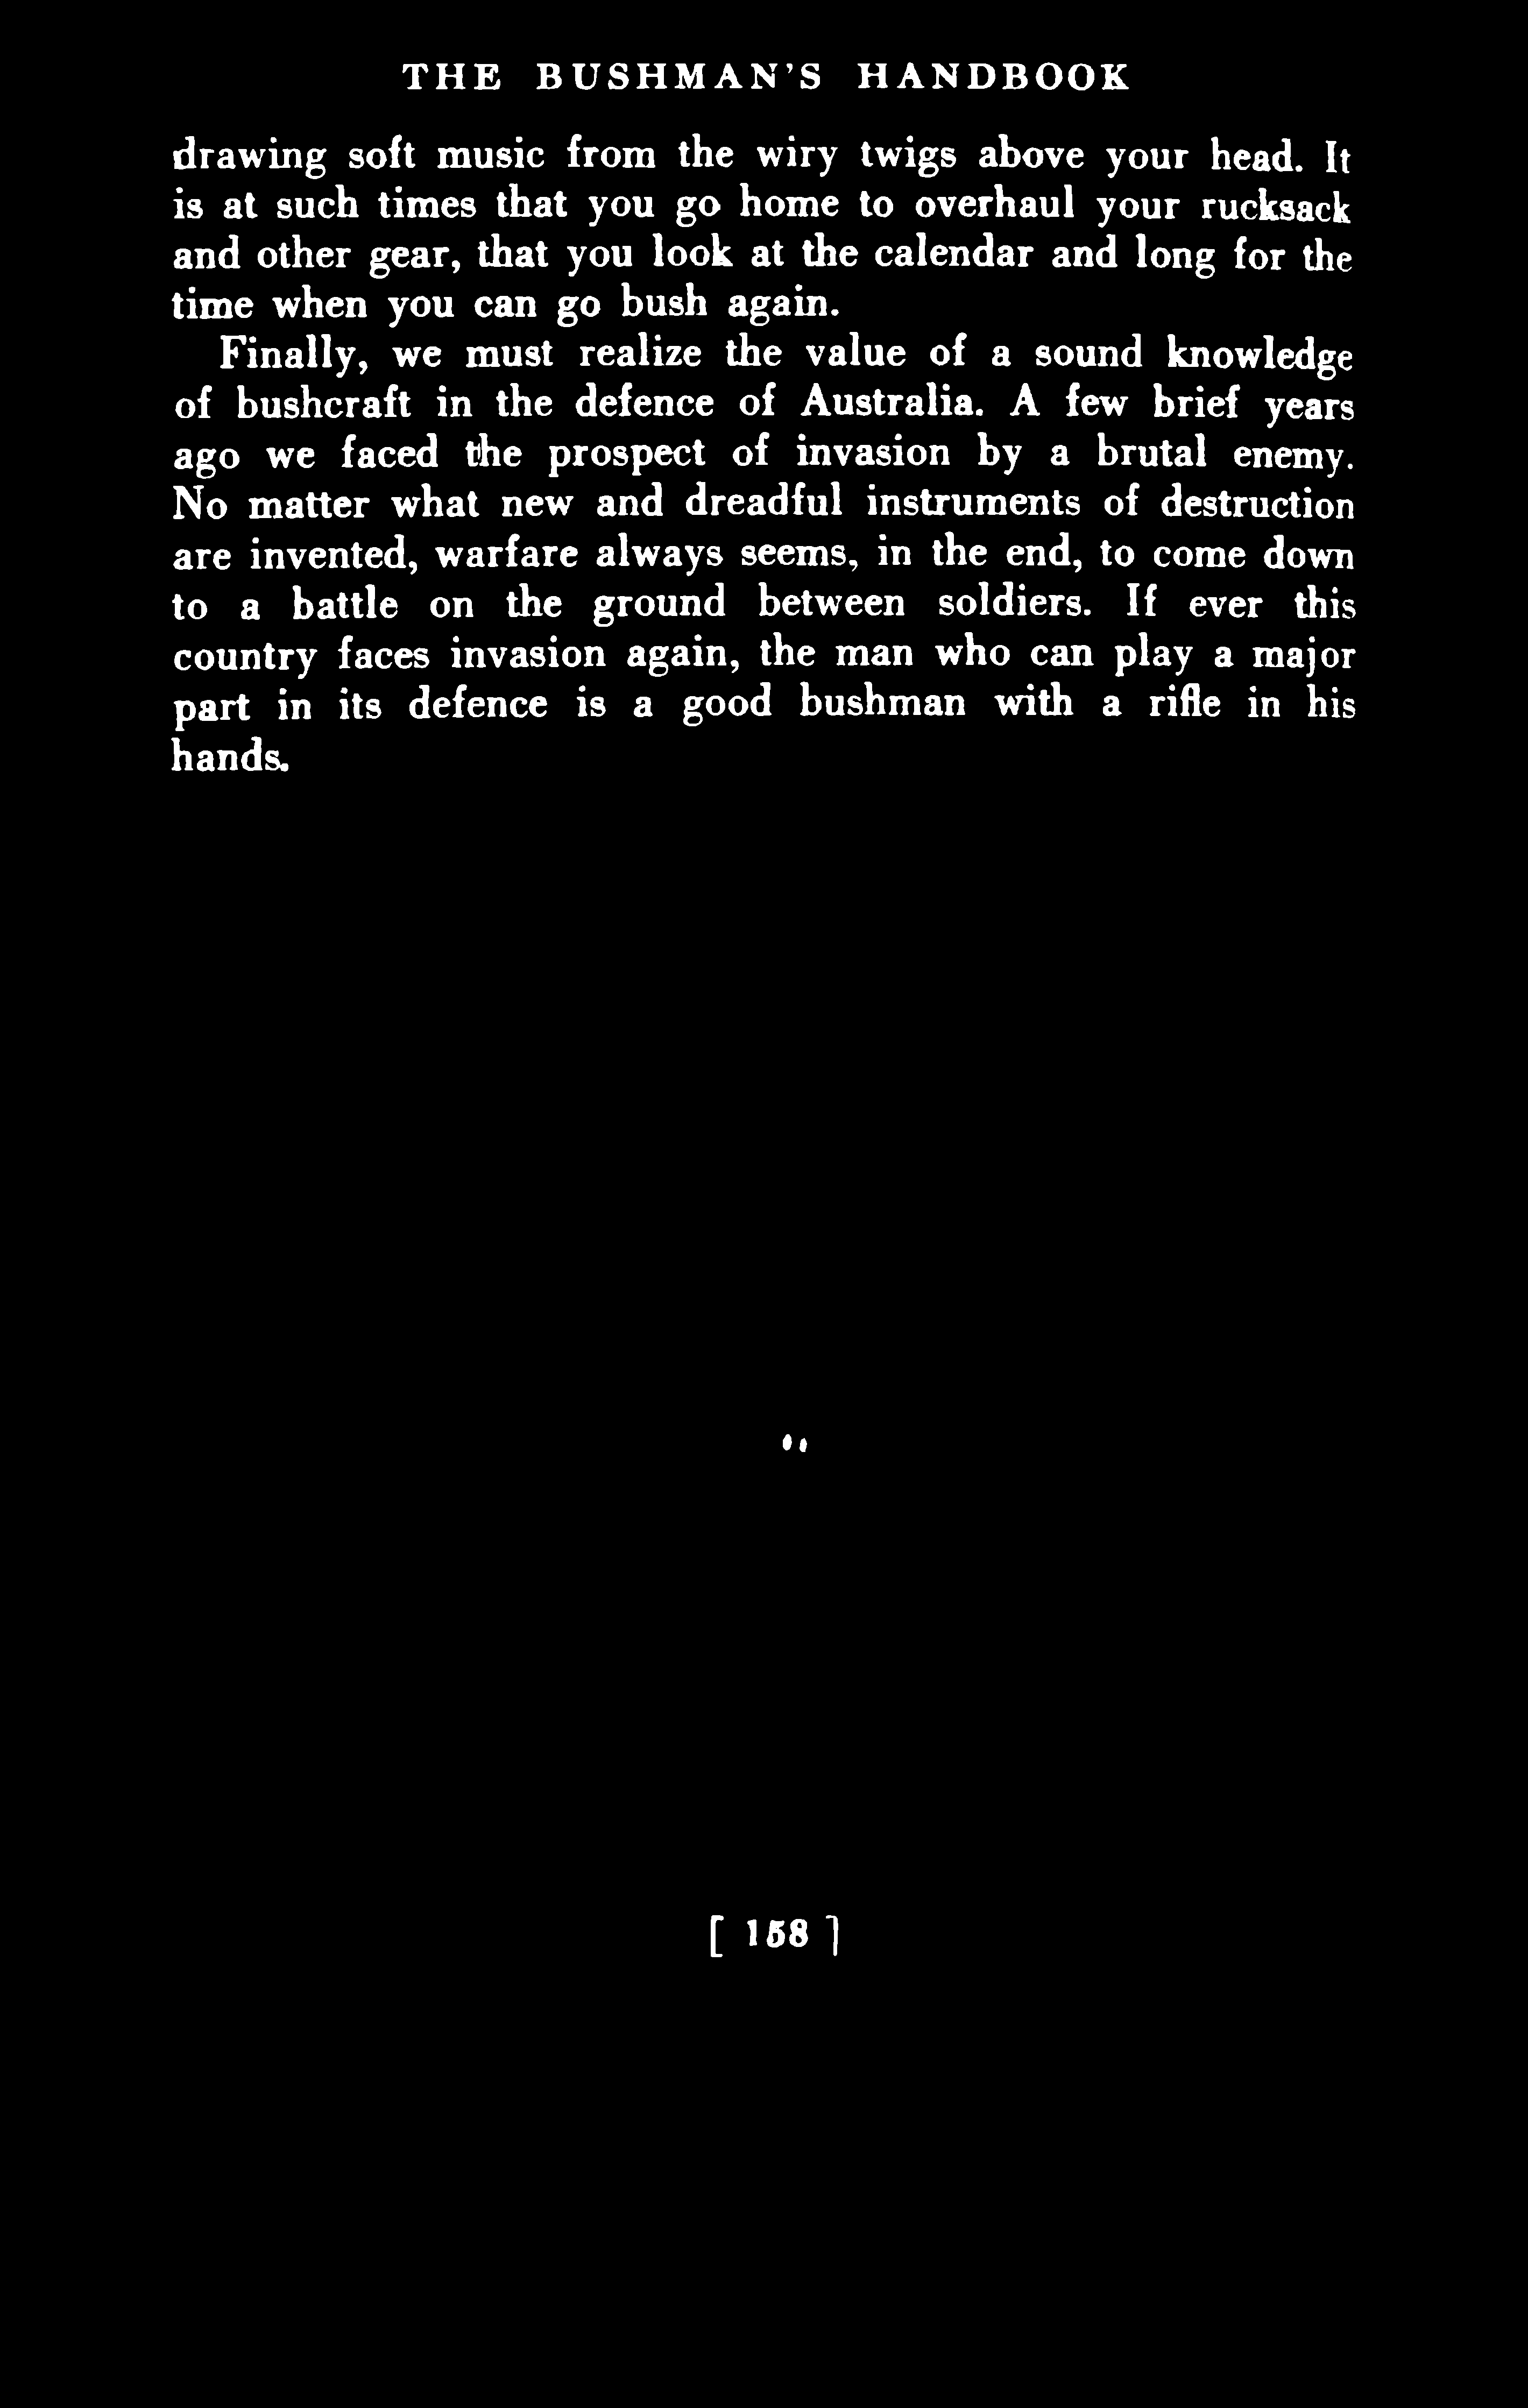 THE BUSHMAN'S HANDBOOK
drawing soft music from the wiry twigs above your head. It
is at such times that you go home to overhaul your rucksack
and other gear, that you look at the calendar and long for the
time when you can go bush again.
Finally, we must realize the value of a sound knowledge
of bushcraft in the defence of Australia. A few brief years
ago we faced the prospect of invasion by a brutal enemy.
No matter what new and dreadful instruments of destruction
are invented, warfare always seems, in the end, to come down
to a battle on the ground between soldiers. If ever this
country faces invasion again, the man who can play a major
part in its defence is a good bushman with a rifle in his
hands.
[ 158 ]